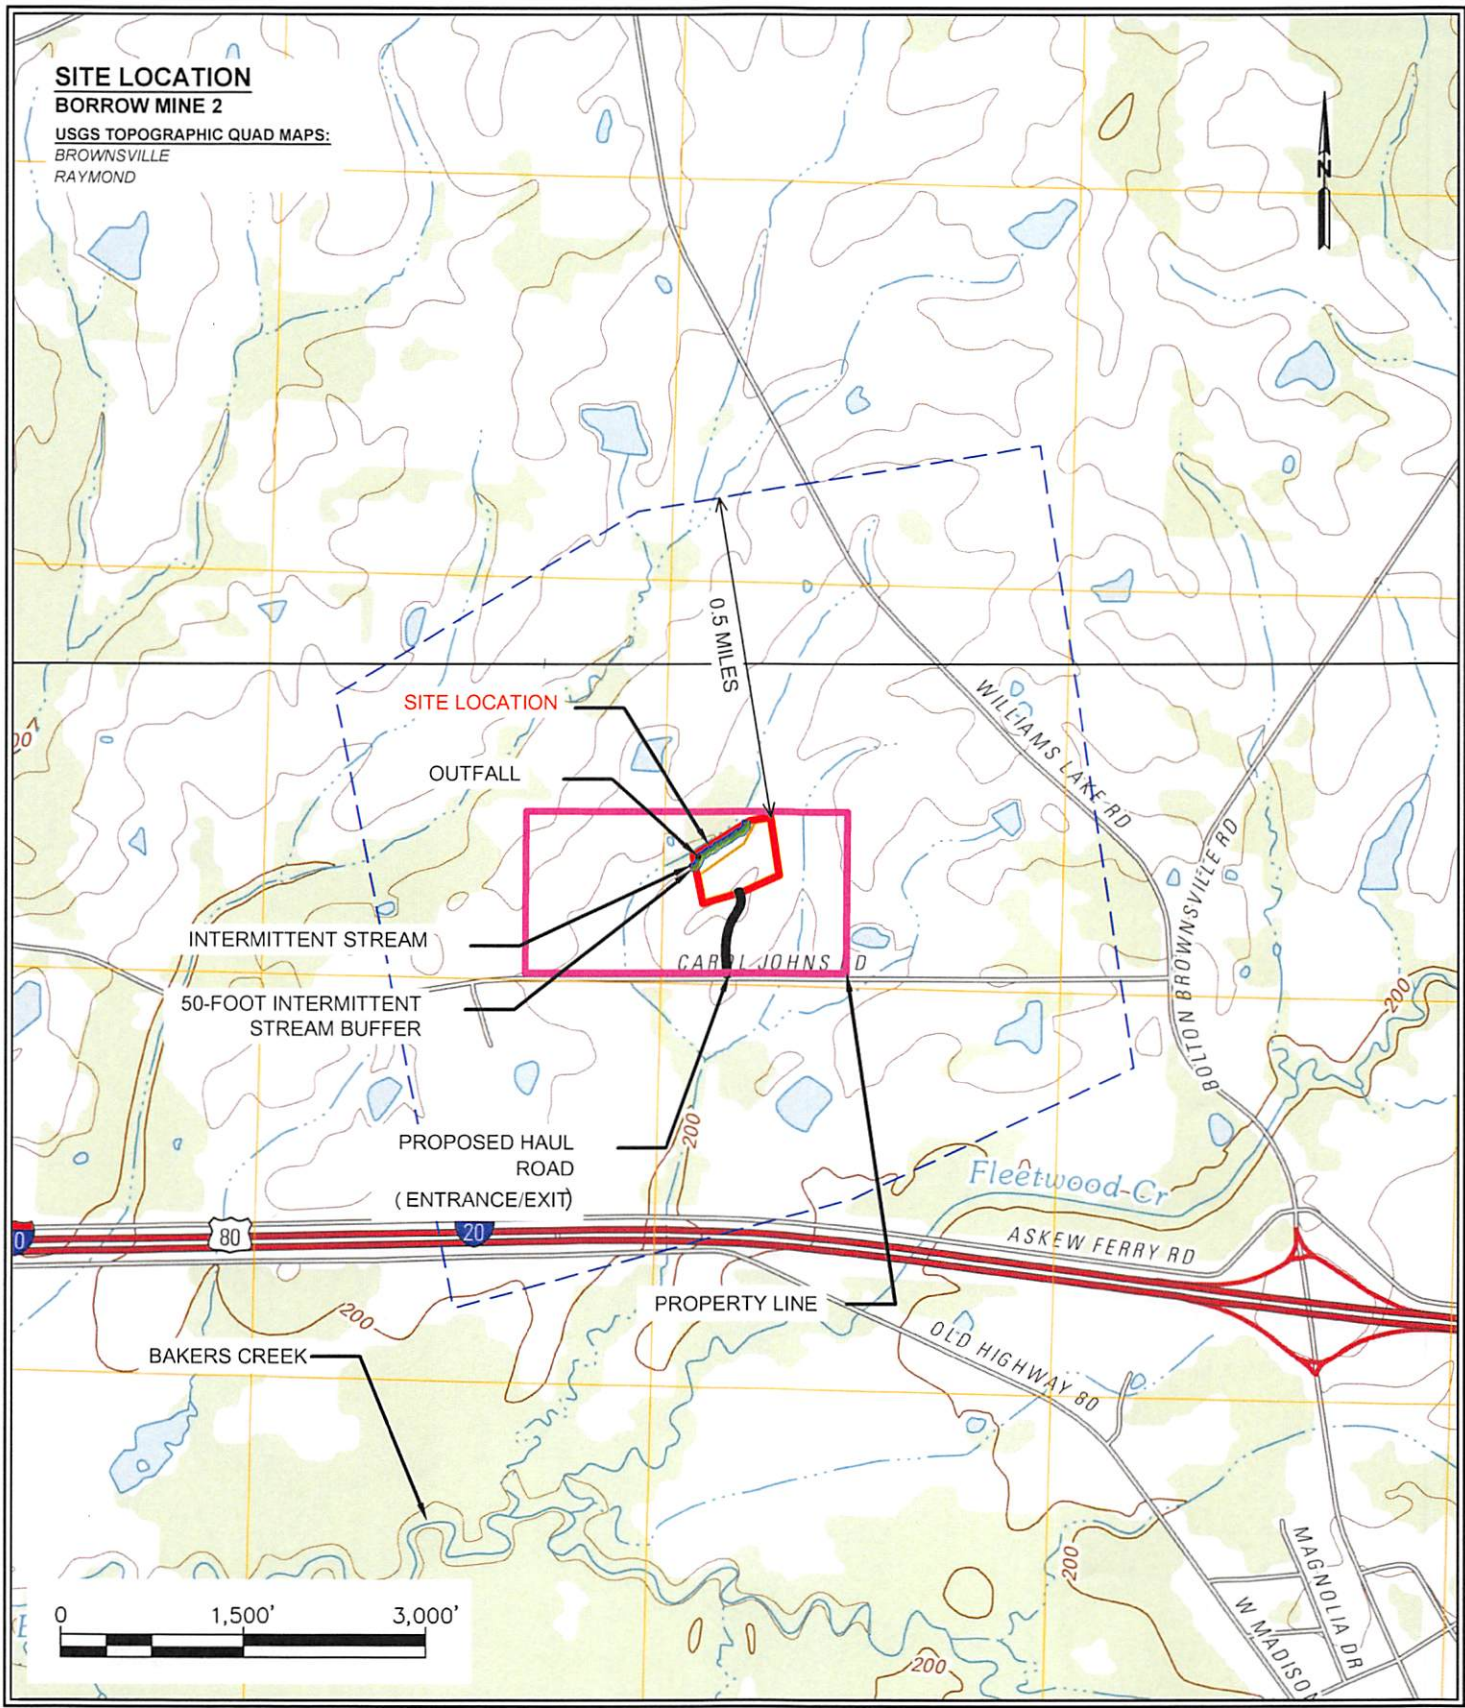 SITE LOCATION
BORROW MINE 2
USGS TOPOGRAPHIC QUAD MAPS:
BROWNSVILLE
RAYMOND
N
0.5 MILES
WILLIAMS LAKE RD
SITE LOCATION
OUTFALL
BOLTON BROWNSVILLE RD
INTERMITTENT STREAM
CAROL JOHNS D
50-FOOT INTERMITTENT
STREAM BUFFER
200
PROPOSED HAUL
ROAD
(ENTRANCE/EXIT)
200
Fleetwood Cr
0
80
20
ASKEW FERRY RD
PROPERTY LINE
200
OLD HIGHWAY 80
BAKERS CREEK
200
MAGNOLIA DR
W MADISON
200
0 1,500' 3,000'